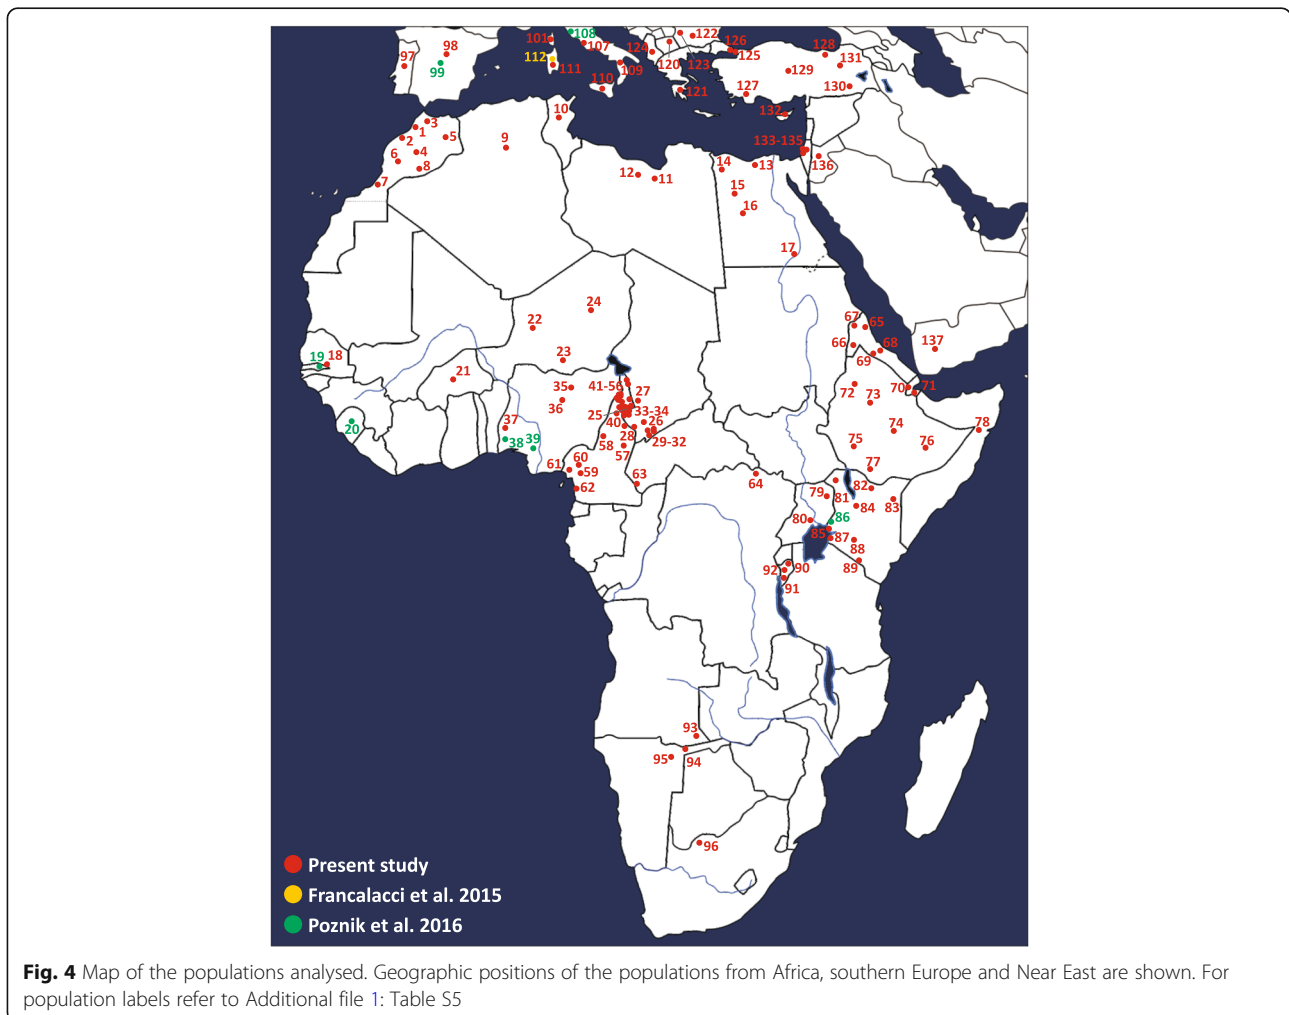 101 108 107 112 111 110 109 124 120 122 123 121 126 125 127 128 129 131 130 132
97 98 99
133-135 136
10 9
3 1 2 5 4 6 8 7
12 11 14 13 15 16 17
24 22 23
67 65 66 68 69 137
19 18 21 20
35 36 41-56 27 25 33-34 40 26 28 29-32 58 57
37 38 39
72 73 70 71 74 75 76 78 77
61 60 59 62 63 64
79 81 82 84 83 80 86 85 87 88 89
92 90 91
93 95 94
96
Present study
Francalacci et al. 2015
Poznik et al. 2016
Fig. 4 Map of the populations analysed. Geographic positions of the populations from Africa, southern Europe and Near East are shown. For
population labels refer to Additional file 1: Table S5